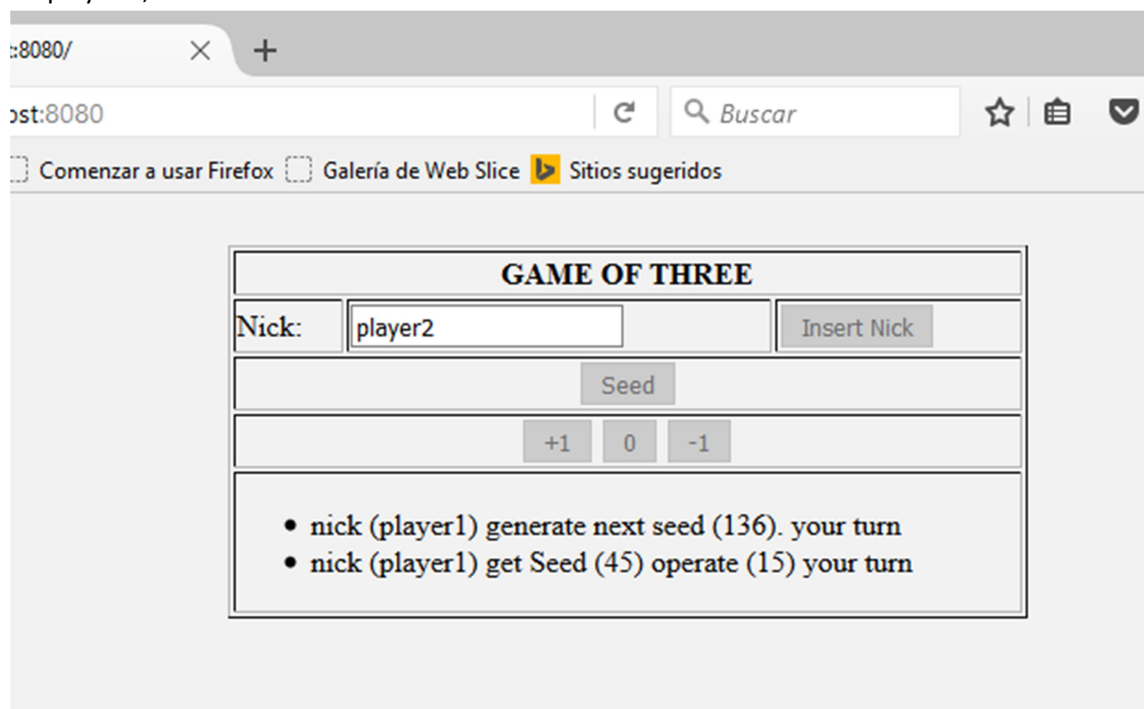 :8080/
ost:8080
Buscar
Comenzar a usar Firefox Galería de Web Slice Sitios sugeridos
GAME OF THREE
Nick: player2 Insert Nick
Seed
+1 0 -1
nick (player1) generate next seed (136). your turn
nick (player1) get Seed (45) operate (15) your turn